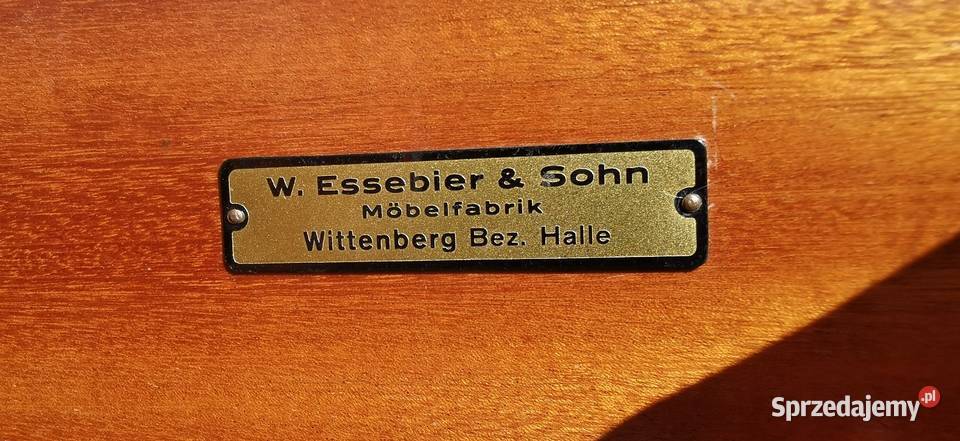 W. Essebier & Sohn
Möbelfabrik
Wittenberg Bez. Halle
Sprzedajemy.pl